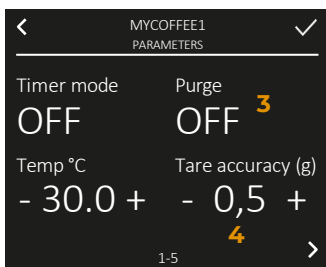 MYCOFFEE1
PARAMETERS
Timer mode Purge
OFF OFF 3
Temp °C Tare accuracy (g)
- 30.0 + - 0,5 +
4
1-5